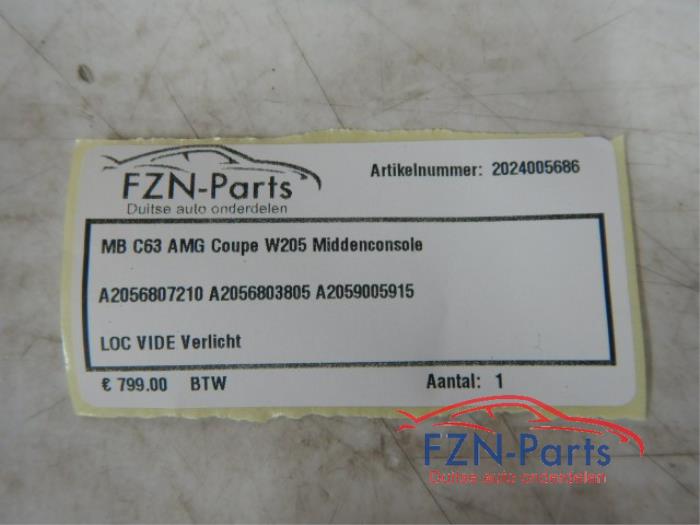 FZN-Parts
Duitse auto onderdelen
Artikelnummer: 2024005686
MB C63 AMG Coupe W205 Middenconsole
A2056807210 A2056803805 A2059005915
LOC VIDE Verlicht
€ 799.00 BTW
Aantal: 1
FZN-Parts
Duitse auto onderdelen